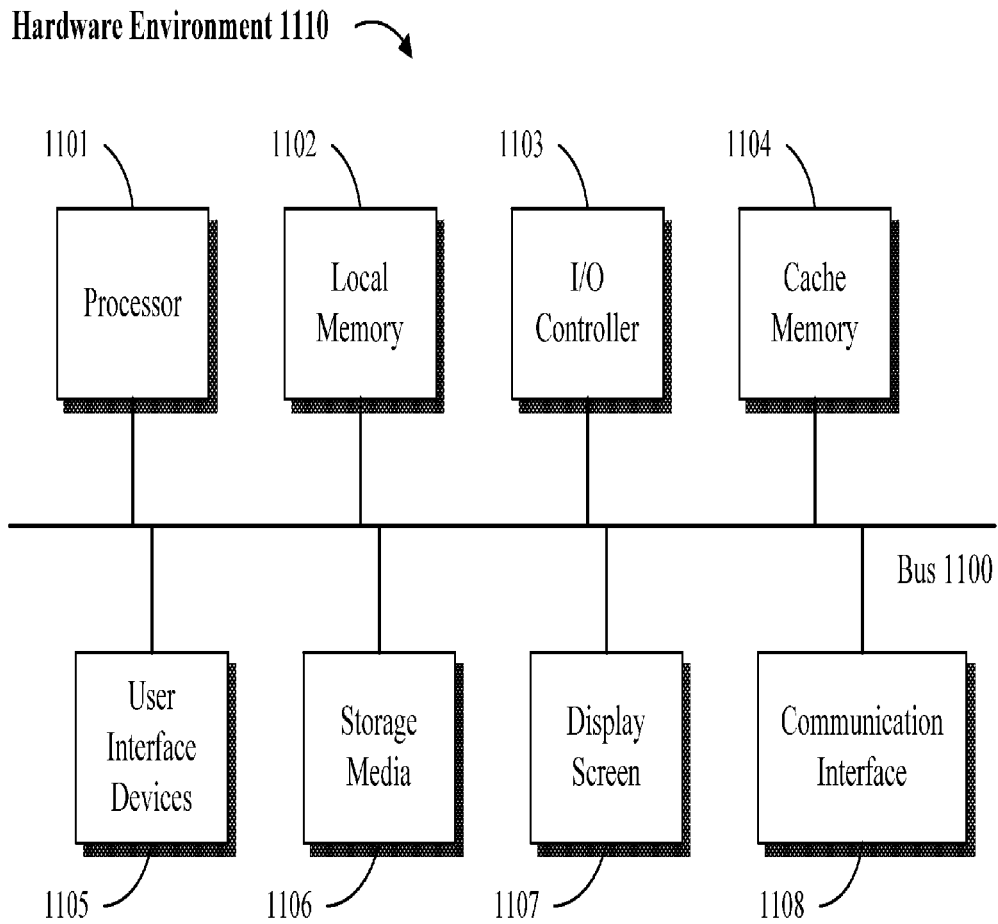 Hardware Environment 1110
1101
1102
1103
1104
Processor
Local
Memory
I/O
Controller
Cache
Memory
Bus 1100
User
Interface
Devices
Storage
Media
Display
Screen
Communication
Interface
1105
1106
1107
1108